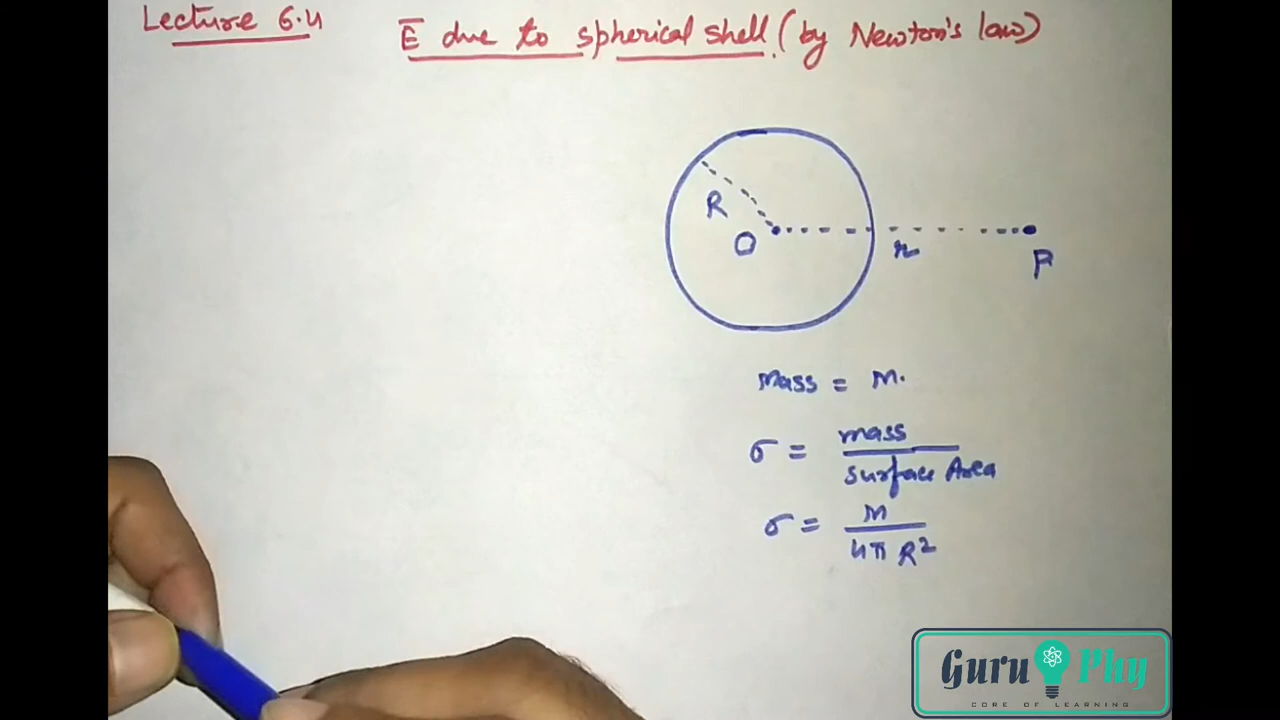 Lecture 6.4
E̅ due to spherical shell. (by Newton's law)
R
O
r
P
Mass = M.
σ = mass / Surface Area
σ = M / 4π R²
Guru Phy
CORE OF LEARNING